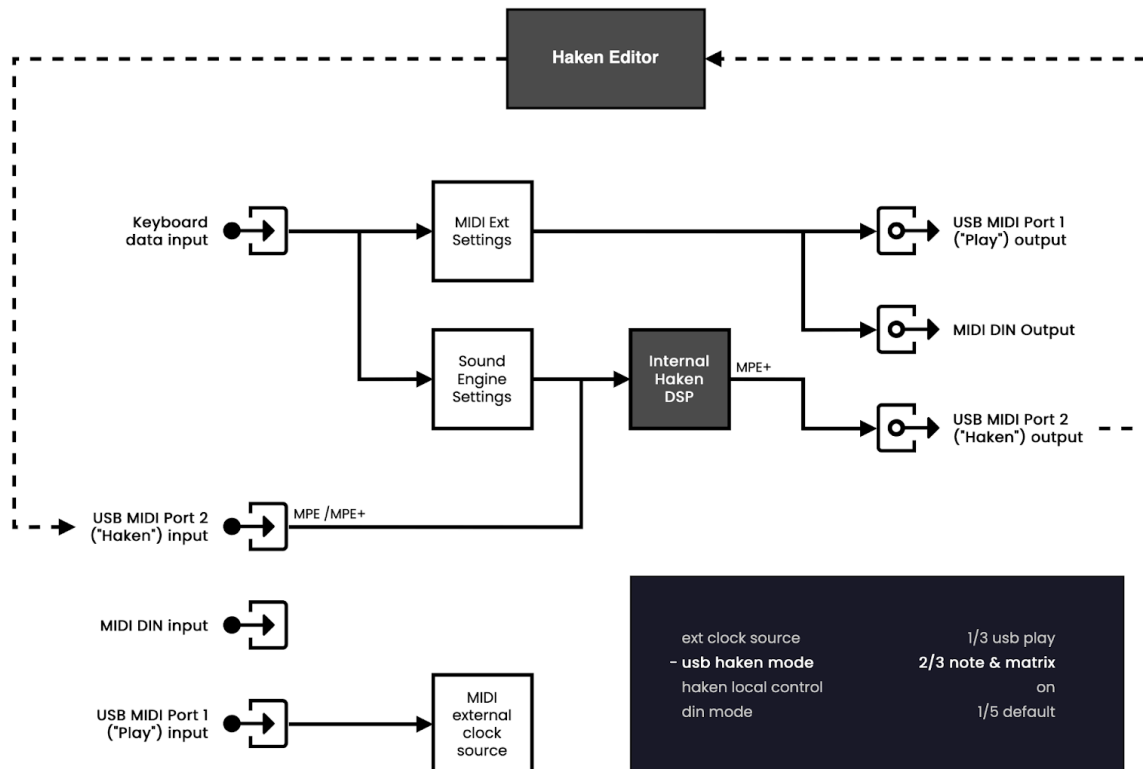 Haken Editor
Keyboard
data input
MIDI Ext
Settings
USB MIDI Port 1
("Play") output
MIDI DIN Output
Sound
Engine
Settings
Internal
Haken
DSP
MPE+
USB MIDI Port 2
("Haken") output
USB MIDI Port 2
("Haken") input
MPE /MPE+
MIDI DIN input
USB MIDI Port 1
("Play") input
MIDI
external
clock
source
ext clock source 1/3 usb play
- usb haken mode 2/3 note & matrix
haken local control on
din mode 1/5 default